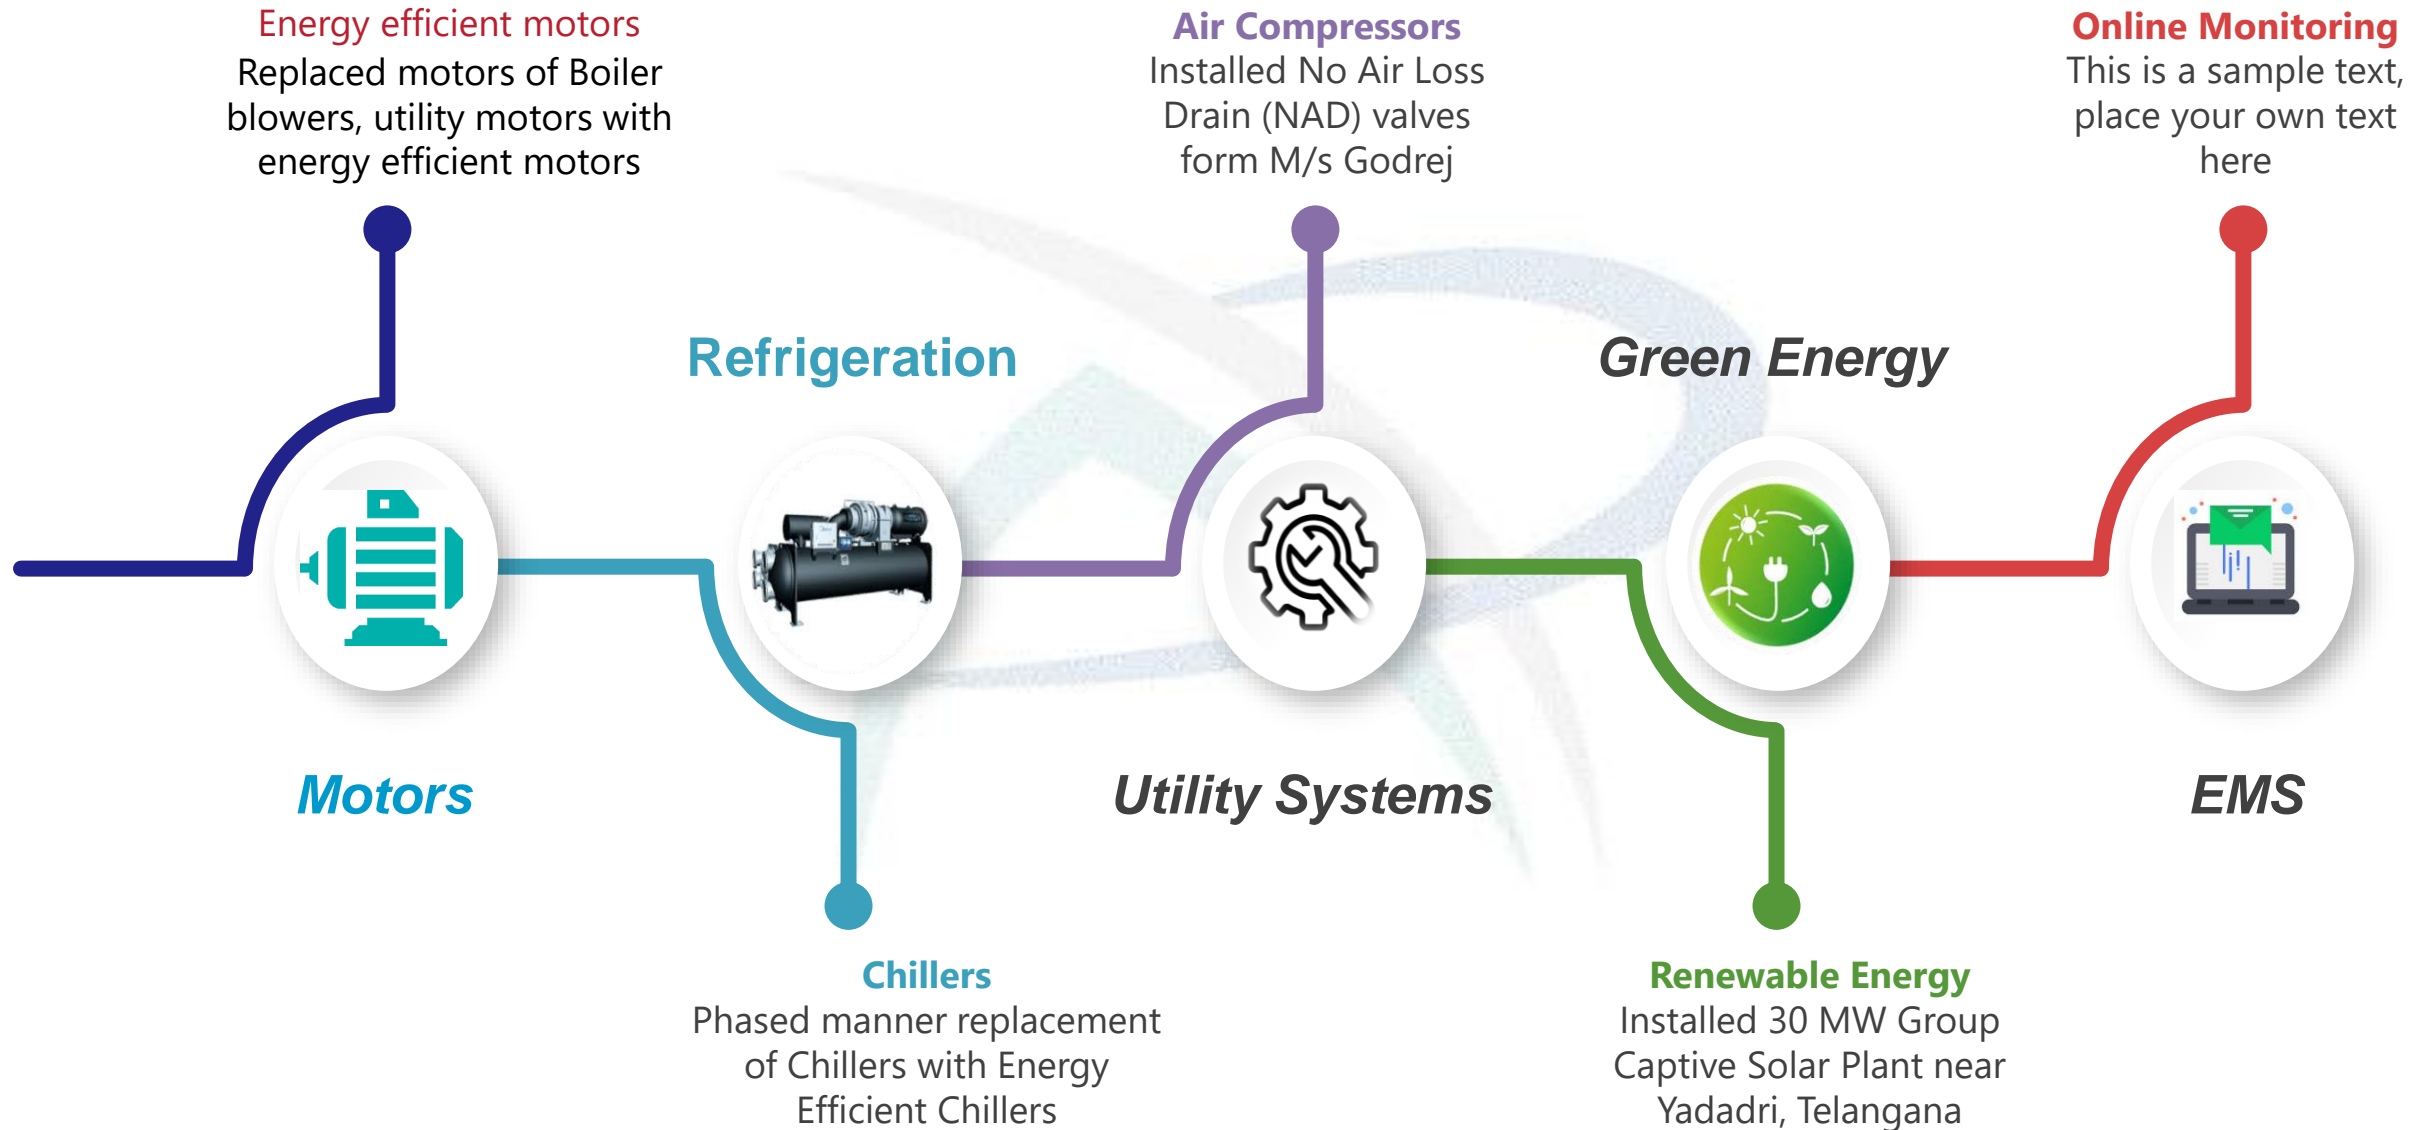 Energy efficient motors
Replaced motors of Boiler
blowers, utility motors with
energy efficient motors
Air Compressors
Installed No Air Loss
Drain (NAD) valves
form M/s Godrej
Online Monitoring
This is a sample text,
place your own text
here
Refrigeration
Green Energy
Motors
Utility Systems
EMS
Chillers
Phased manner replacement
of Chillers with Energy
Efficient Chillers
Renewable Energy
Installed 30 MW Group
Captive Solar Plant near
Yadadri, Telangana